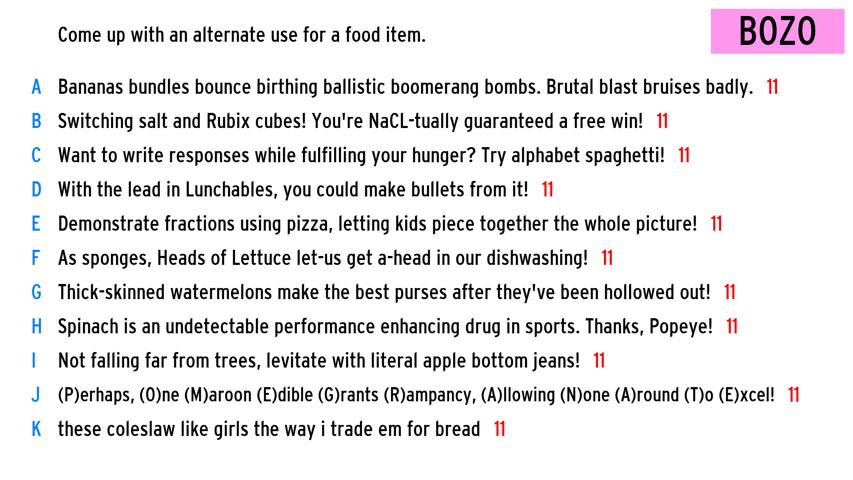 Come up with an alternate use for a food item.
BOZO
A Bananas bundles bounce birthing ballistic boomerang bombs. Brutal blast bruises badly. 11
B Switching salt and Rubix cubes! You're NaCL-tually guaranteed a free win! 11
C Want to write responses while fulfilling your hunger? Try alphabet spaghetti! 11
D With the lead in Lunchables, you could make bullets from it! 11
E Demonstrate fractions using pizza, letting kids piece together the whole picture! 11
F As sponges, Heads of Lettuce let-us get a-head in our dishwashing! 11
G Thick-skinned watermelons make the best purses after they've been hollowed out! 11
H Spinach is an undetectable performance enhancing drug in sports. Thanks, Popeye! 11
I Not falling far from trees, levitate with literal apple bottom jeans! 11
J (P)erhaps, (O)ne (M)aroon (E)dible (G)rants (R)ampancy, (A)llowing (N)one (A)round (T)o (E)xcel! 11
K these coleslaw like girls the way i trade em for bread 11